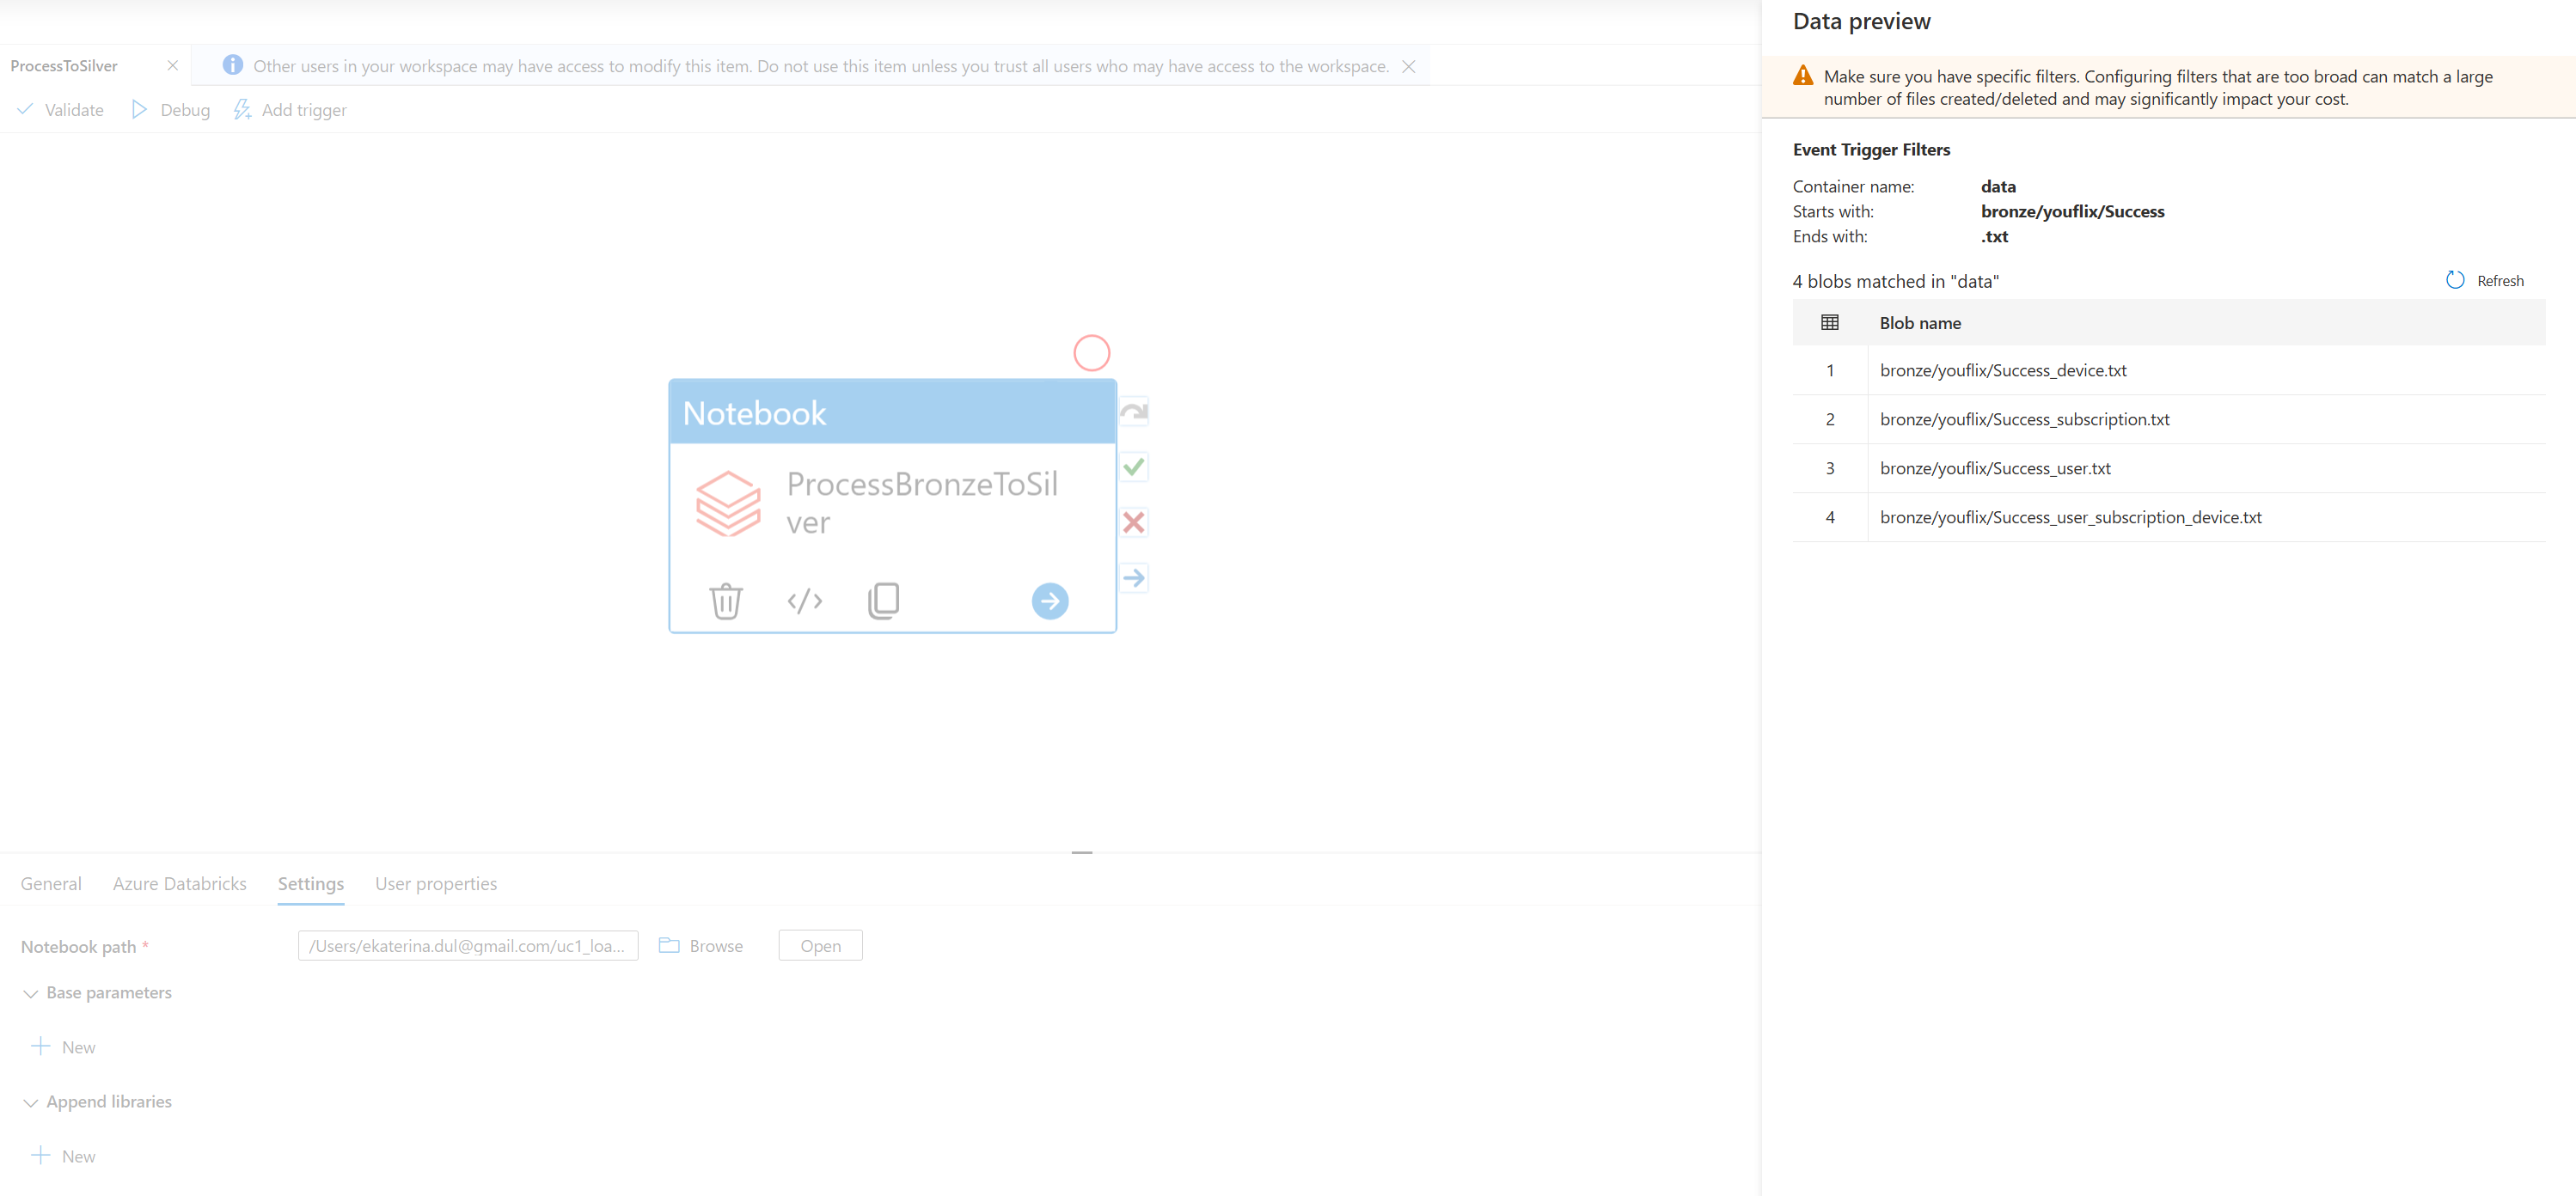 ProcessToSilver
Other users in your workspace may have access to modify this item. Do not use this item unless you trust all users who may have access to the workspace.
Validate
Debug
Add trigger
Notebook
ProcessBronzeToSil
ver
General
Azure Databricks
Settings
User properties
Notebook path *
/Users/ekaterina.dul@gmail.com/uc1_loa...
Browse
Open
Base parameters
New
Append libraries
New
Data preview
Make sure you have specific filters. Configuring filters that are too broad can match a large
number of files created/deleted and may significantly impact your cost.
Event Trigger Filters
Container name: data
Starts with: bronze/youflix/Success
Ends with: .txt
4 blobs matched in "data"
Refresh
Blob name
1 bronze/youflix/Success_device.txt
2 bronze/youflix/Success_subscription.txt
3 bronze/youflix/Success_user.txt
4 bronze/youflix/Success_user_subscription_device.txt